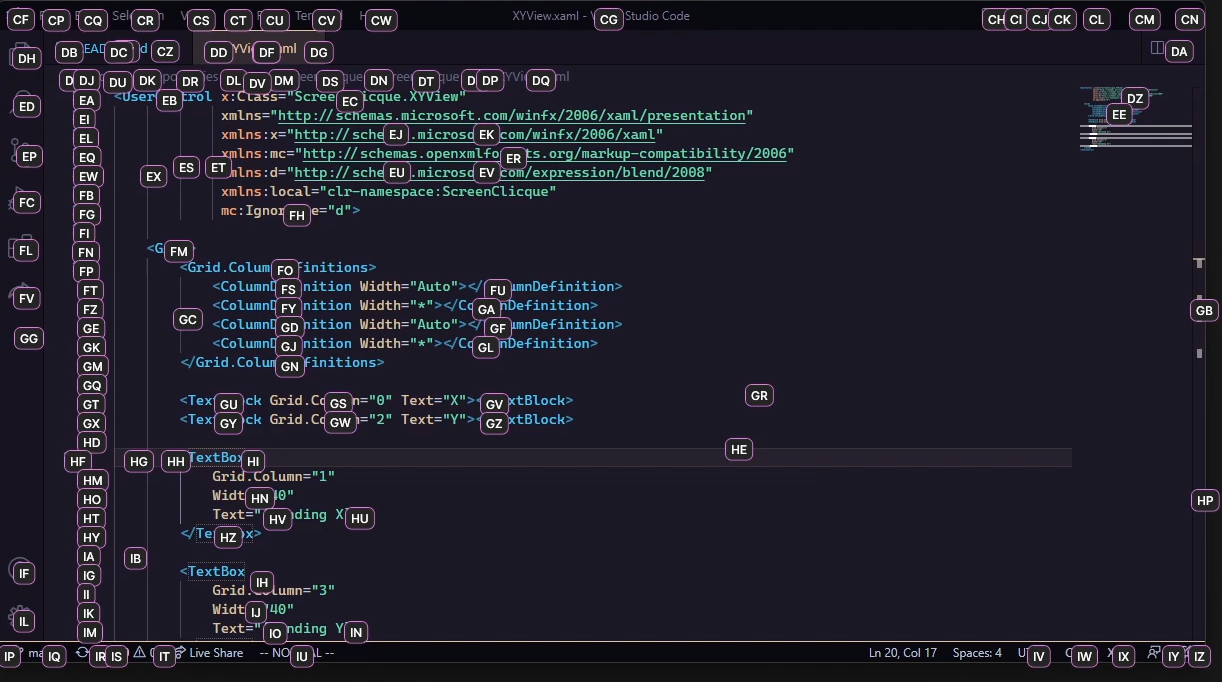 CF CP CQ CR CS CT CU CV CW XYView.xaml - Studio Code CG CH CI CJ CK CL CM CN
DH DB DC CZ DD DF DG DA
DJ DU DK DR DL DV DM DS DN DT DP DQ
EA EB x:Class= EC .XYView" DZ
EI xmlns="http://schemas.microsoft.com/winfx/2006/xaml/presentation" EE
ED
EL xmlns:x="http://sche EJ .microso EK com/winfx/2006/xaml"
EP EQ xmlns:mc="http://schemas.openxmlfo ER ts.org/markup-compatibility/2006"
EW EX ES ET xmlns:d="http://sche EU .microso EV com/expression/blend/2008"
FC FB xmlns:local="clr-namespace:ScreenClicque"
FG mc:Ignor FH e="d">
FI
FL FN <G FM
FP <Grid.Colum FO finitions>
FV FT <ColumnD FS nition Width="Auto"></ FU umnDefinition>
FZ <ColumnD FY nition Width="*"></Co GA nDefinition> GB
GE GC <ColumnD GD nition Width="Auto"></ GF umnDefinition>
GG GK <ColumnD GJ nition Width="*"></Co GL nDefinition>
GM </Grid.Colum GN finitions>
GQ
GT <Tex GU ck Grid.Co GS n="0" Text="X">< GV xtBlock> GR
GX <Tex GY ck Grid.Co GW n="2" Text="Y">< GZ xtBlock>
HD
HF HG HH TextBox HI HE
HM Grid.Column="1"
HO Widt HN 40"
HT Text=" HV nding X HU HP
HY </Te HZ x>
IA IB
IF IG <TextBox
II Grid. IH olumn="3"
IK Widt IJ "40"
IL IM Text=" IO nding Y IN
IP ma IQ IR IS IT Live Share -- NO IU AL -- Ln 20, Col 17 Spaces: 4 IV IW IX IY IZ